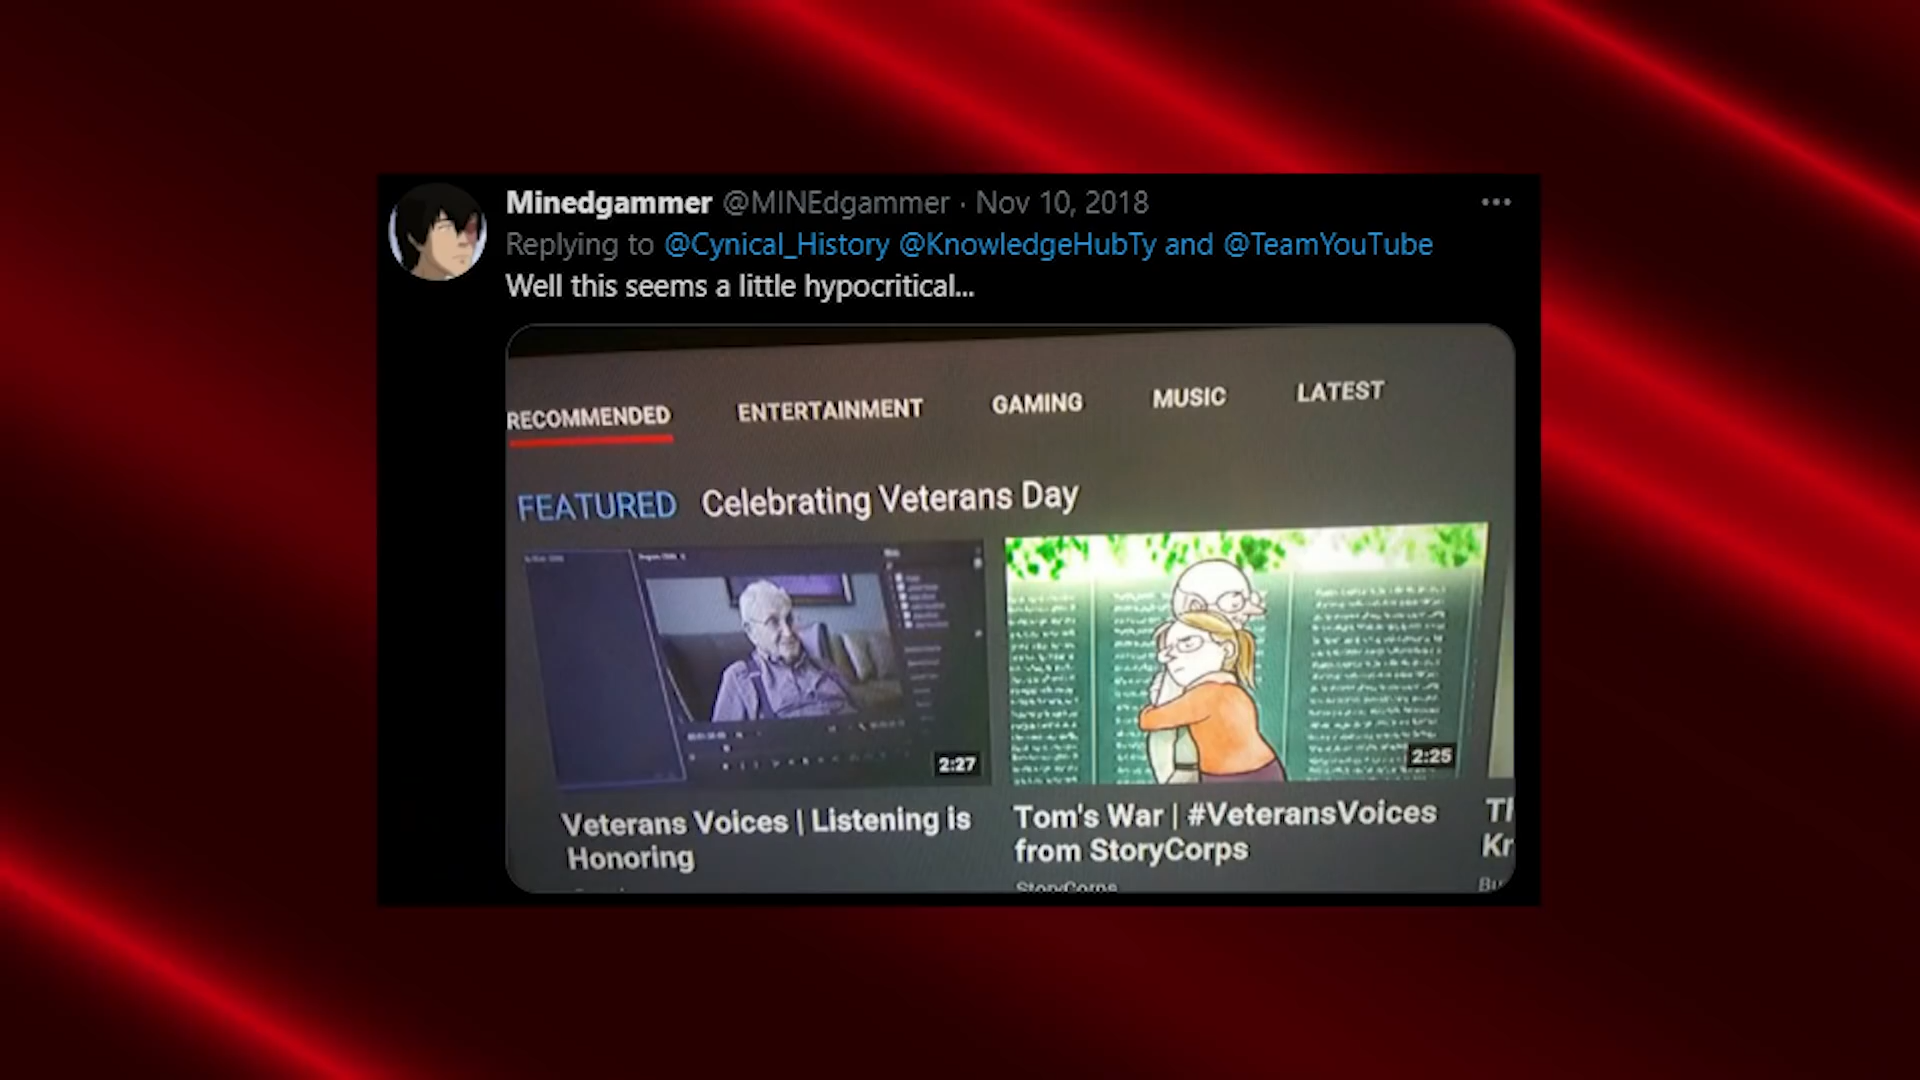 Minedgammer @MINEdgammer · Nov 10, 2018
Replying to @Cynical_History @KnowledgeHubTy and @TeamYouTube
Well this seems a little hypocritical...
RECOMMENDED ENTERTAINMENT GAMING MUSIC LATEST
FEATURED Celebrating Veterans Day
2:27
2:25
Veterans Voices | Listening is
Honoring
Tom's War | #VeteransVoices
from StoryCorps
StoryCorps